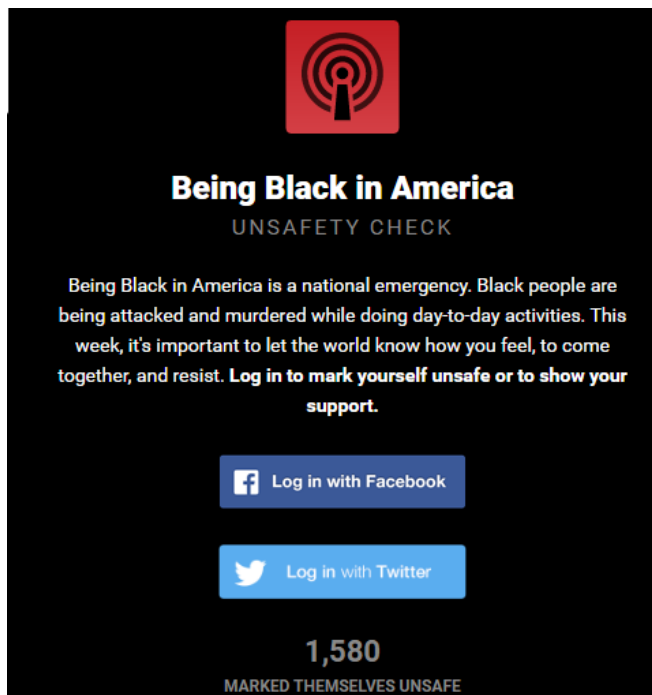 Being Black in America
UNSAFETY CHECK
Being Black in America is a national emergency. Black people are
being attacked and murdered while doing day-to-day activities. This
week, it's important to let the world know how you feel, to come
together, and resist. Log in to mark yourself unsafe or to show your
support.
Log in with Facebook
Log in with Twitter
1,580
MARKED THEMSELVES UNSAFE